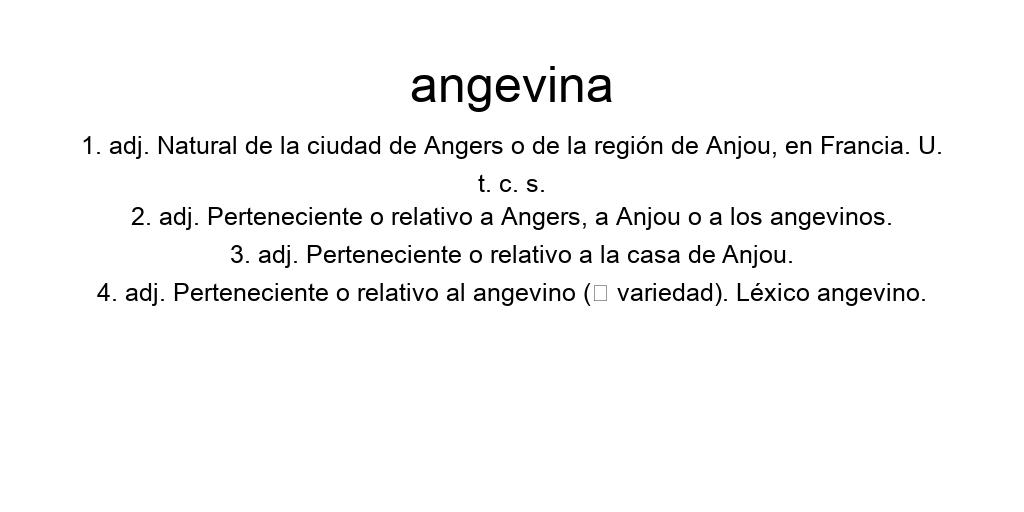 angevina
1. adj. Natural de la ciudad de Angers o de la región de Anjou, en Francia. U.
t. c. s.
2. adj. Perteneciente o relativo a Angers, a Anjou o a los angevinos.
3. adj. Perteneciente o relativo a la casa de Anjou.
4. adj. Perteneciente o relativo al angevino (□ variedad). Léxico angevino.